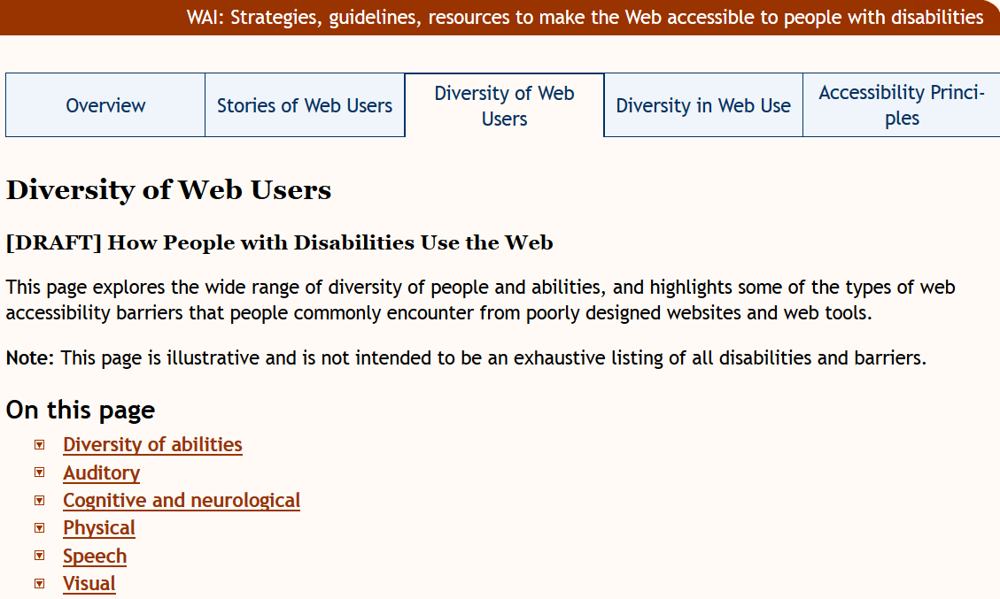 WAI: Strategies, guidelines, resources to make the Web accessible to people with disabilities
Overview
Stories of Web Users
Diversity of Web
Users
Diversity in Web Use
Accessibility Princi-
ples
Diversity of Web Users
[DRAFT] How People with Disabilities Use the Web
This page explores the wide range of diversity of people and abilities, and highlights some of the types of web
accessibility barriers that people commonly encounter from poorly designed websites and web tools.
Note: This page is illustrative and is not intended to be an exhaustive listing of all disabilities and barriers.
On this page
Diversity of abilities
Auditory
Cognitive and neurological
Physical
Speech
Visual